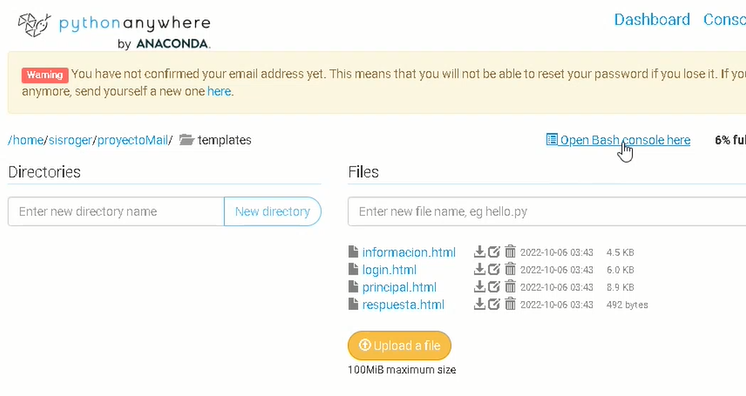 pythonanywhere
by ANACONDA.
Dashboard
Warning You have not confirmed your email address yet. This means that you will not be able to reset your password if you lose it. If
anymore, send yourself a new one here.
/home/sisroger/proyectoMail/ templates
Open Bash console here
6%
Directories
Files
Enter new directory name
New directory
Enter new file name, eg hello.py
informacion.html 2022-10-06 03:43 4.5 KB
login.html 2022-10-06 03:43 6.0 KB
principal.html 2022-10-06 03:43 8.9 KB
respuesta.html 2022-10-06 03:43 492 bytes
Upload a file
100MiB maximum size